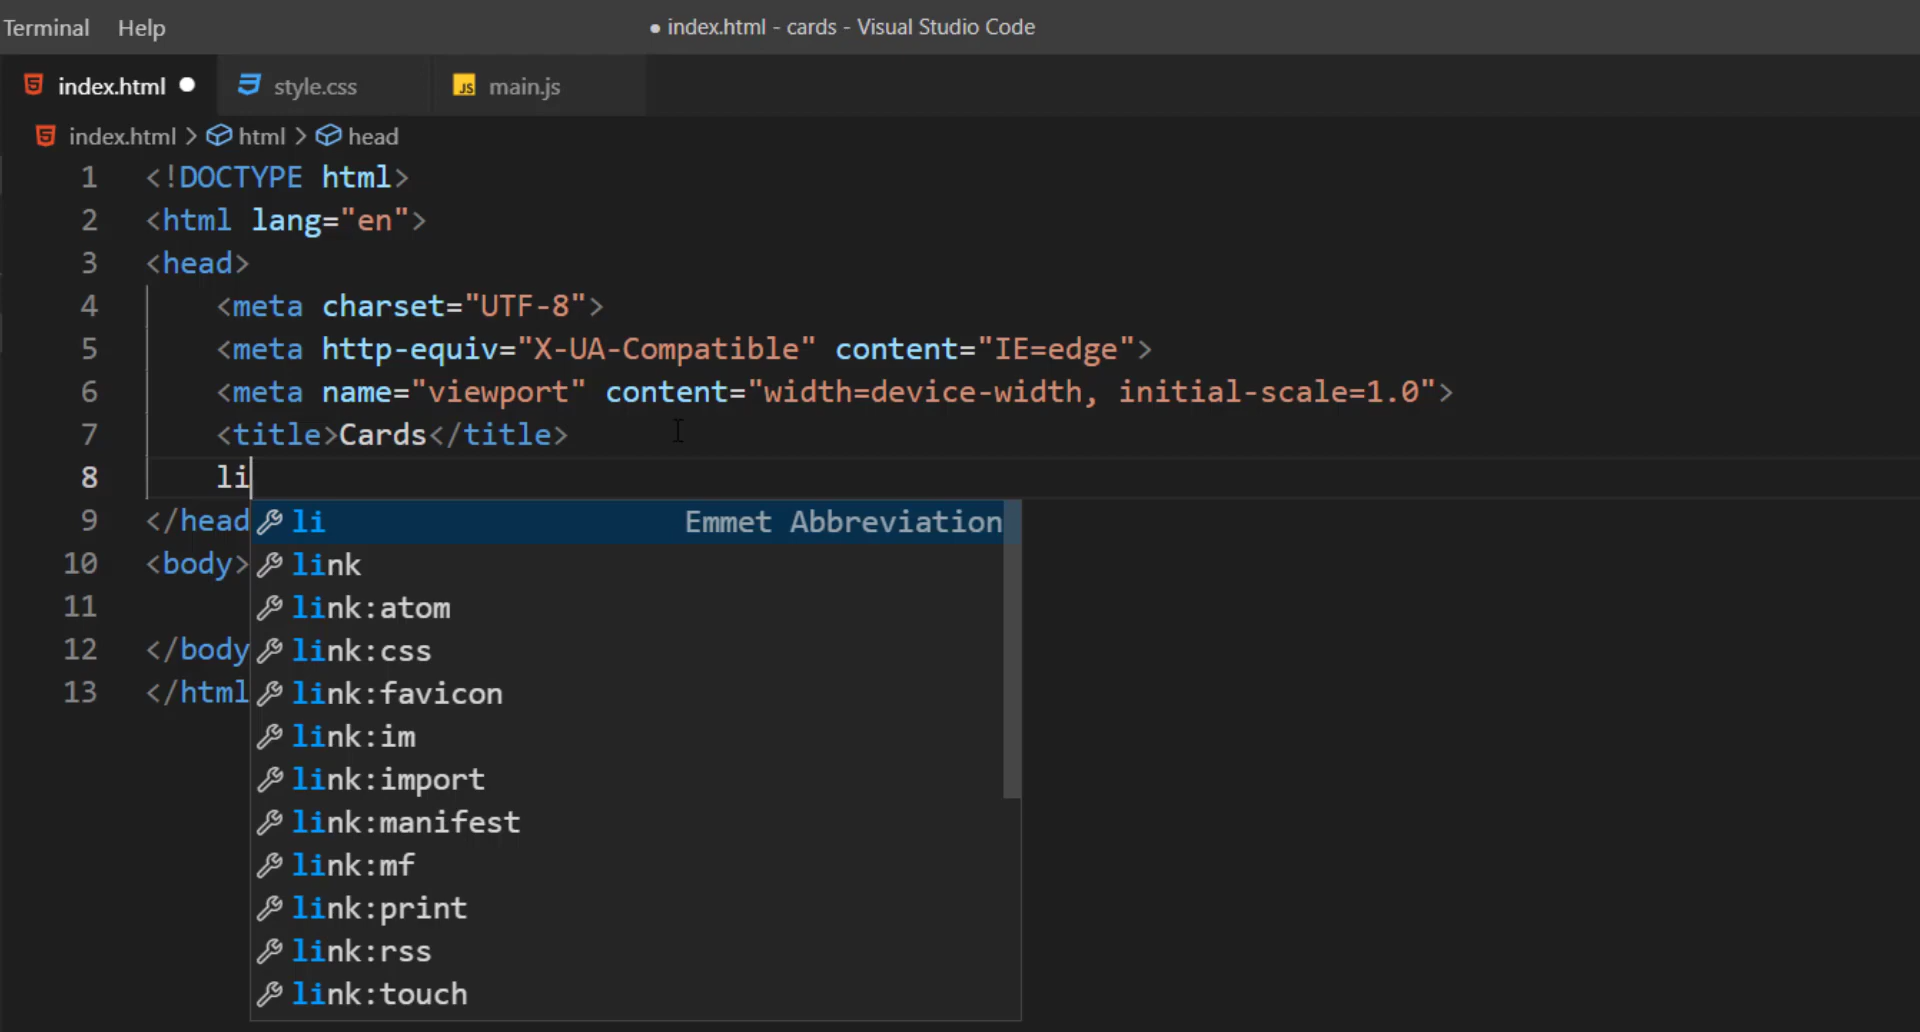 Terminal Help ● index.html - cards - Visual Studio Code
index.html ● style.css JS main.js
index.html > html > head
1 <!DOCTYPE html>
2 <html lang="en">
3 <head>
4 <meta charset="UTF-8">
5 <meta http-equiv="X-UA-Compatible" content="IE=edge">
6 <meta name="viewport" content="width=device-width, initial-scale=1.0">
7 <title>Cards</title>
8 li
9 </head
li Emmet Abbreviation
10 <body>
link
11
link:atom
12 </body
link:css
13 </html
link:favicon
link:im
link:import
link:manifest
link:mf
link:print
link:rss
link:touch